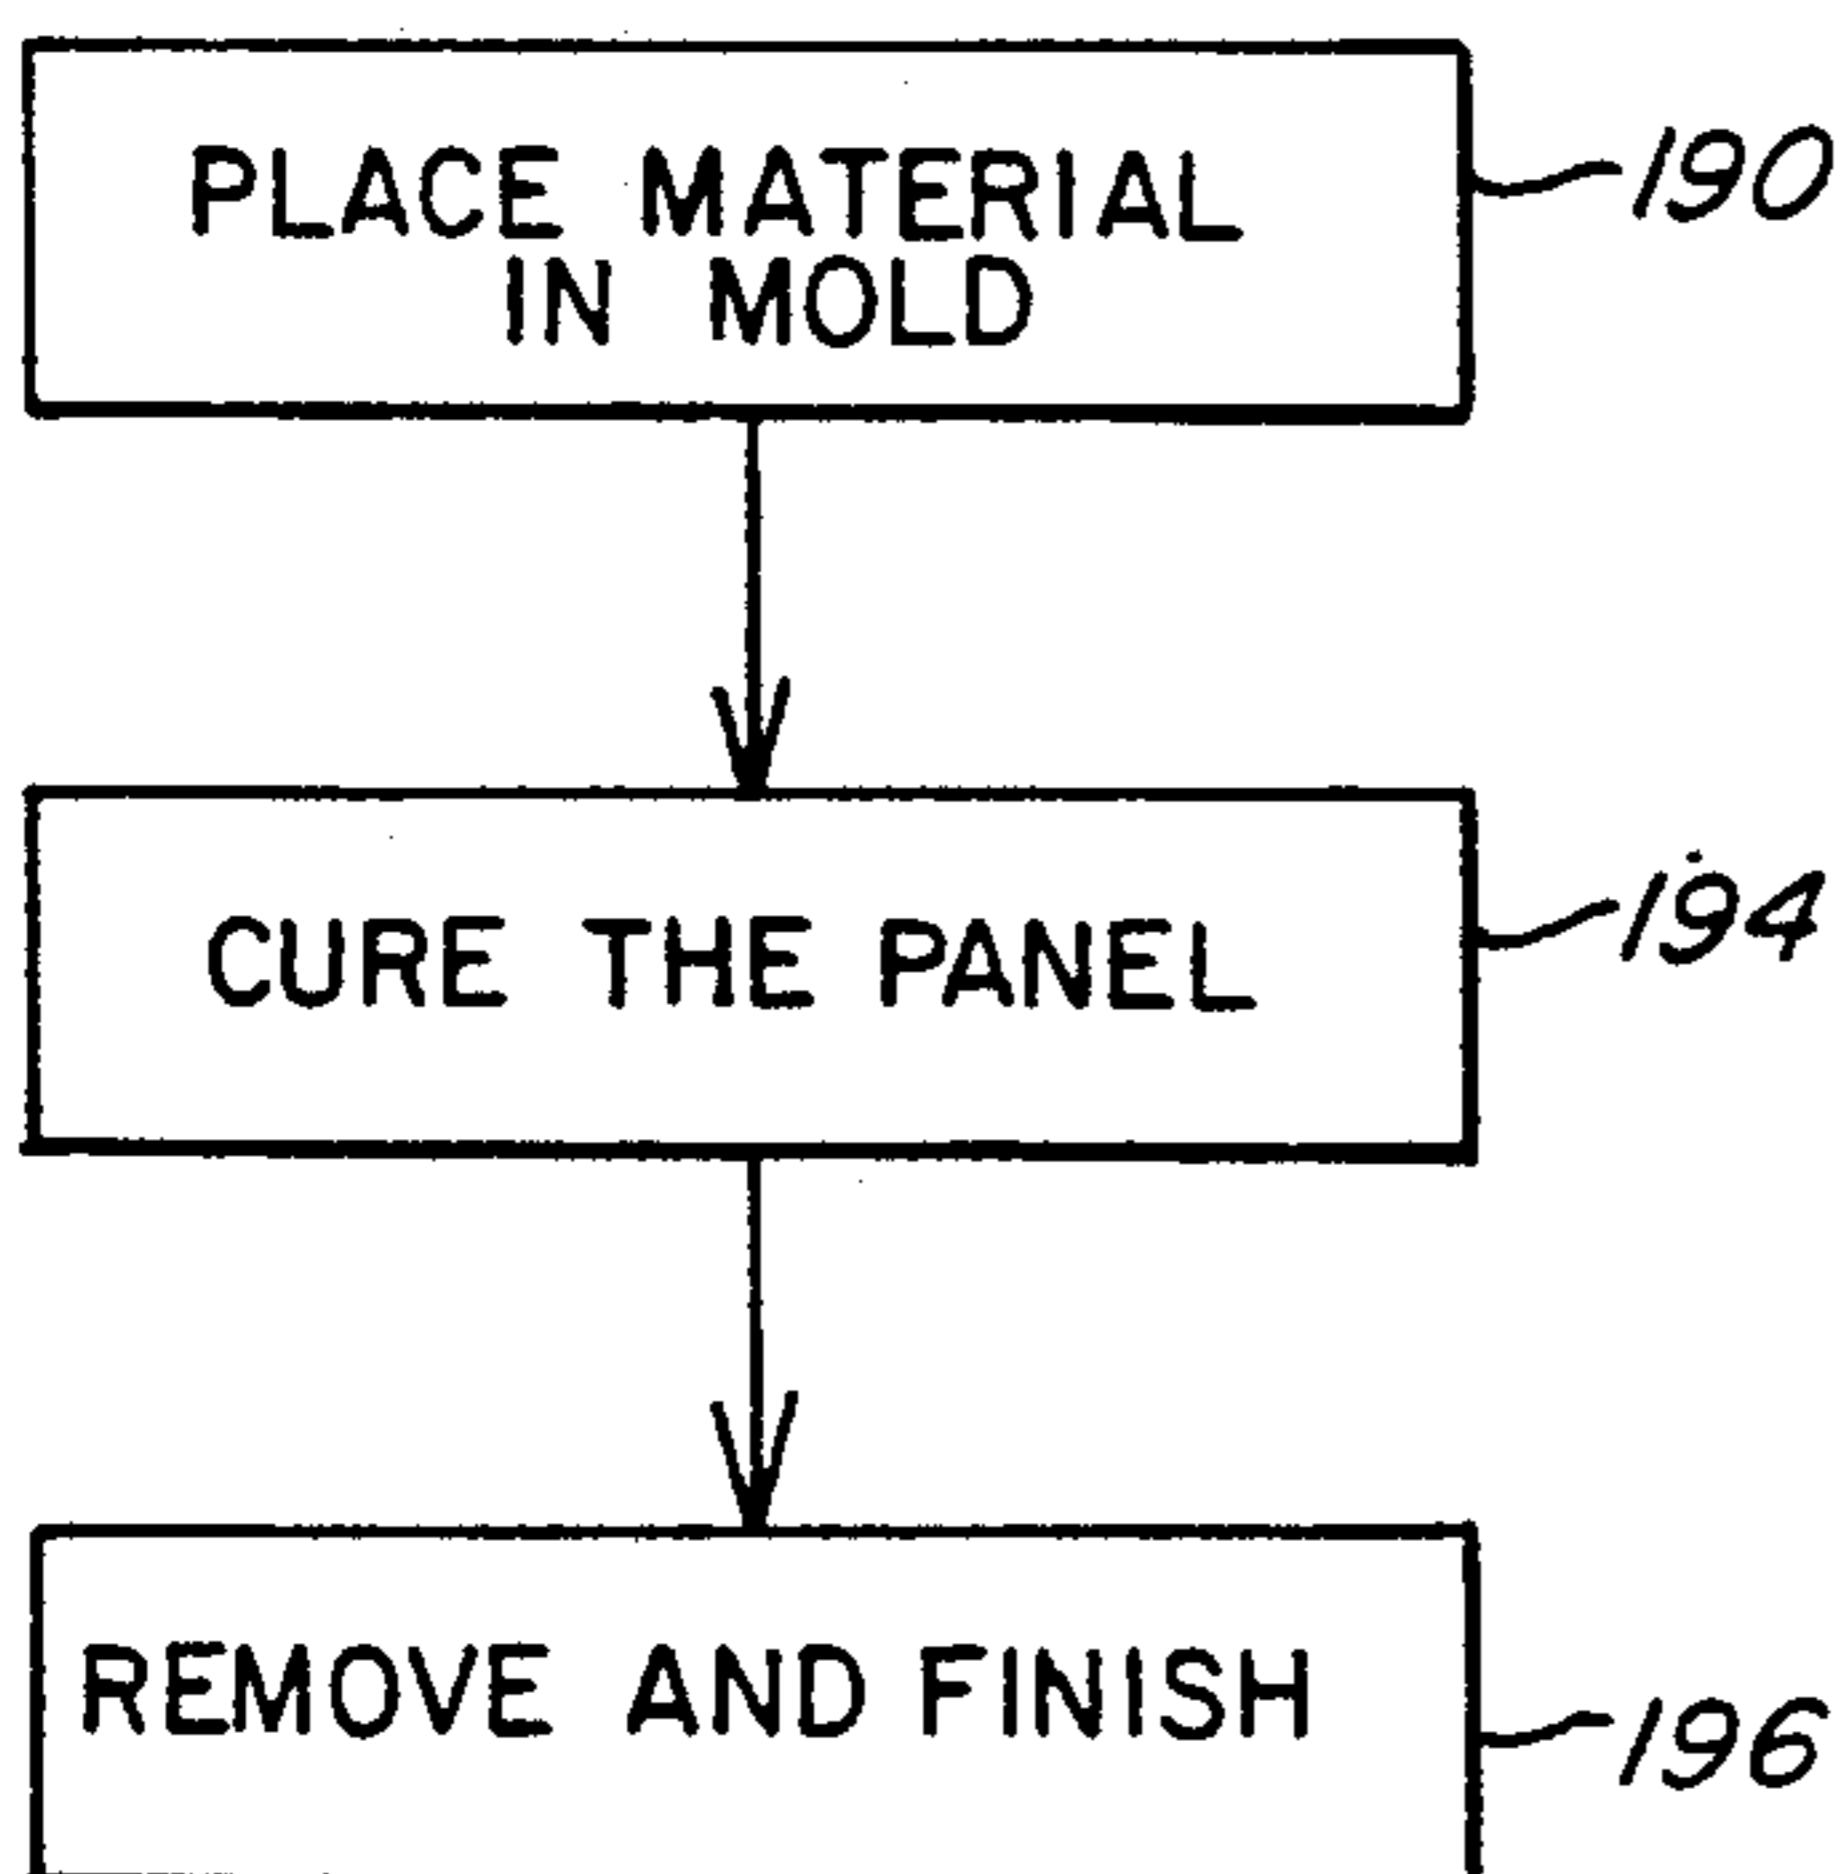 PLACE MATERIAL
IN MOLD
190
CURE THE PANEL
194
REMOVE AND FINISH
196